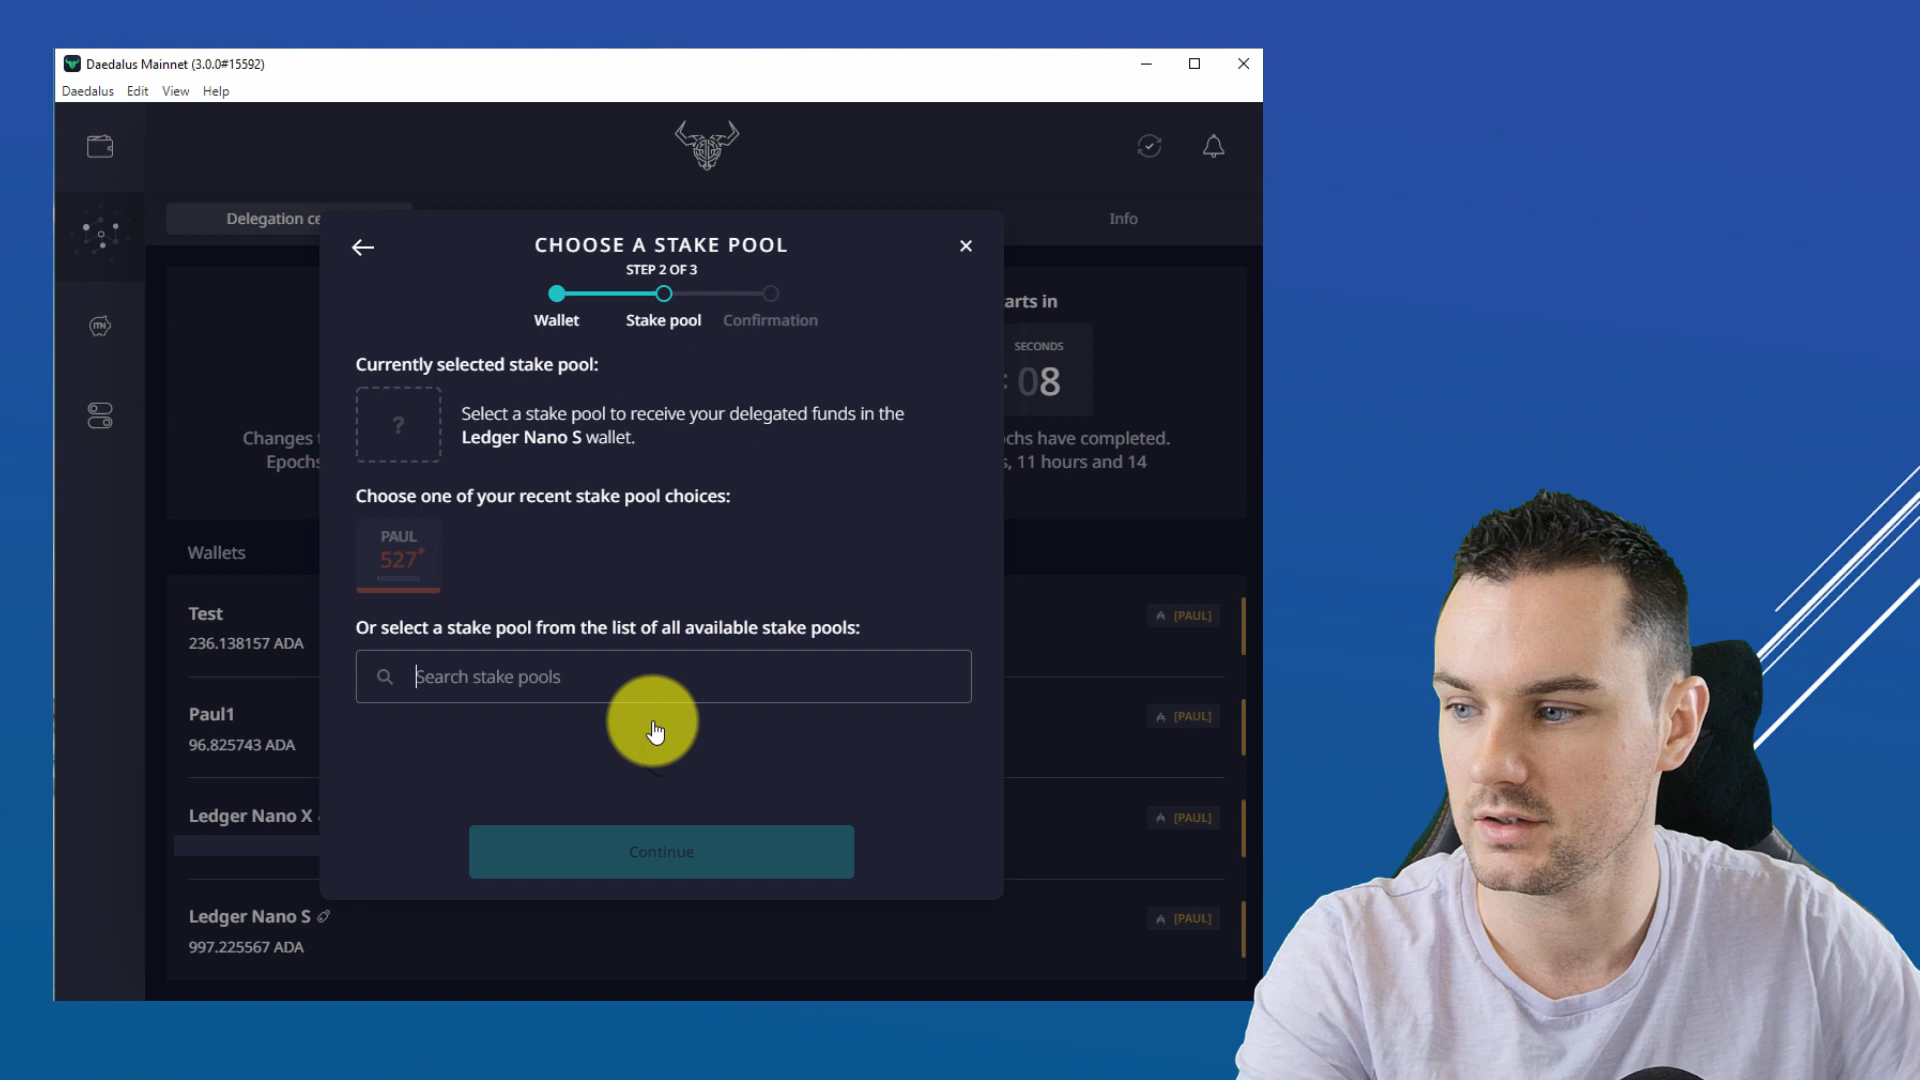 Daedalus Mainnet (3.0.0#15592)
Daedalus Edit View Help
Delegation ce
Info
CHOOSE A STAKE POOL
STEP 2 OF 3
Wallet Stake pool Confirmation
arts in
SECONDS
: 08
Currently selected stake pool:
?
Select a stake pool to receive your delegated funds in the
Ledger Nano S wallet.
Changes
Epochs
chs have completed.
s, 11 hours and 14
Choose one of your recent stake pool choices:
PAUL
527*
Or select a stake pool from the list of all available stake pools:
Search stake pools
Continue
Wallets
Test
236.138157 ADA
[PAUL]
Paul1
96.825743 ADA
[PAUL]
Ledger Nano X
[PAUL]
Ledger Nano S
997.225567 ADA
[PAUL]